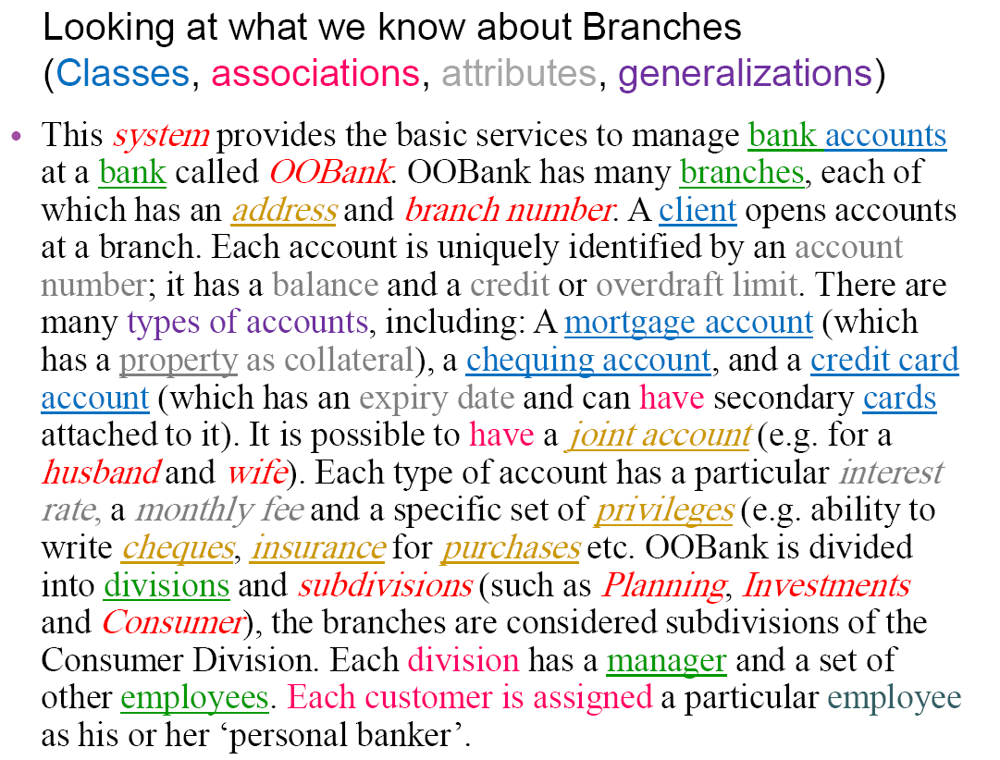 Looking at what we know about Branches
(Classes, associations, attributes, generalizations)
• This system provides the basic services to manage bank accounts
at a bank called OOBank. OOBank has many branches, each of
which has an address and branch number. A client opens accounts
at a branch. Each account is uniquely identified by an account
number; it has a balance and a credit or overdraft limit. There are
many types of accounts, including: A mortgage account (which
has a property as collateral), a chequing account, and a credit card
account (which has an expiry date and can have secondary cards
attached to it). It is possible to have a joint account (e.g. for a
husband and wife). Each type of account has a particular interest
rate, a monthly fee and a specific set of privileges (e.g. ability to
write cheques, insurance for purchases etc. OOBank is divided
into divisions and subdivisions (such as Planning, Investments
and Consumer), the branches are considered subdivisions of the
Consumer Division. Each division has a manager and a set of
other employees. Each customer is assigned a particular employee
as his or her ‘personal banker’.